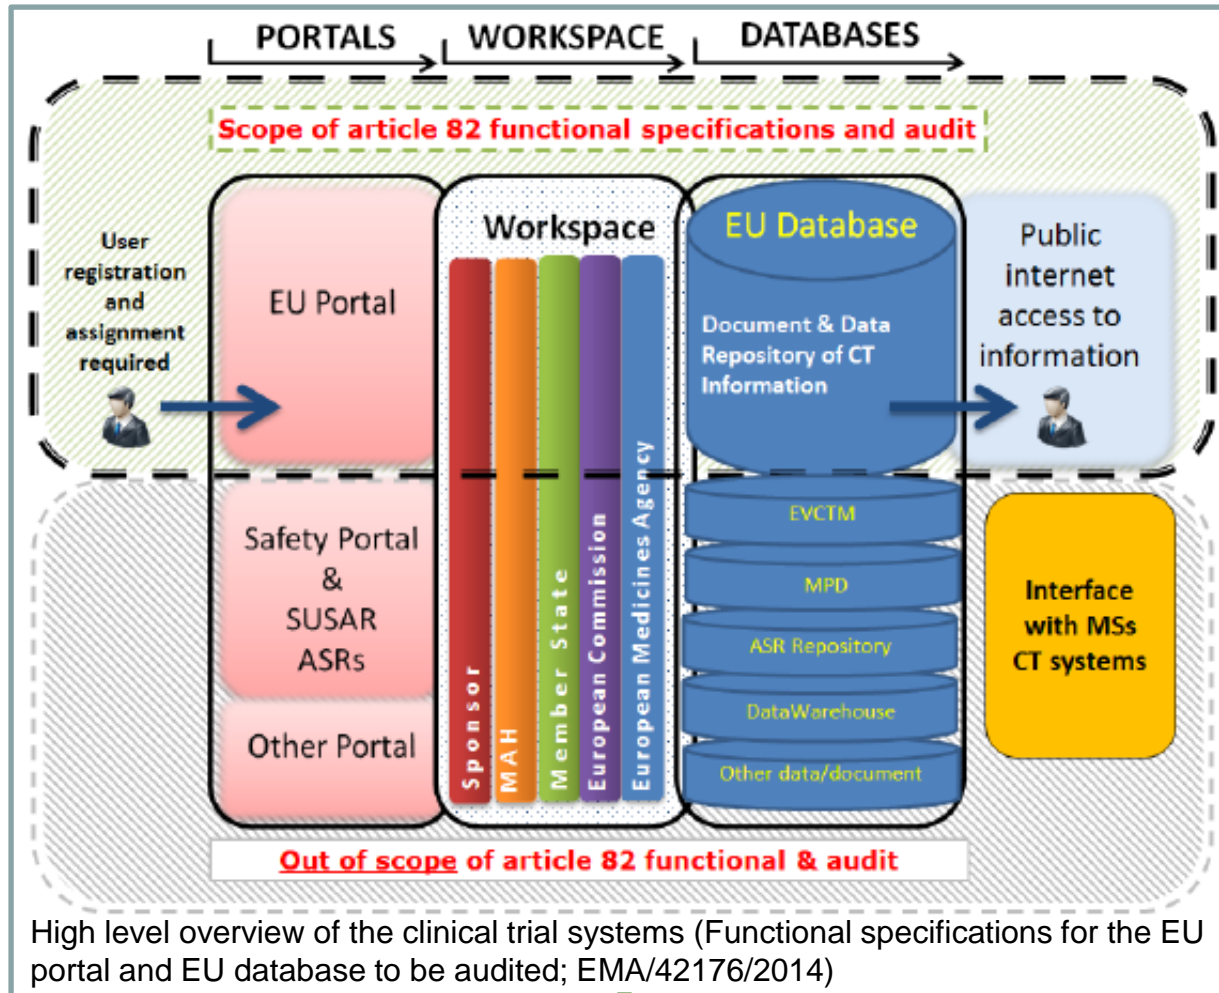 PORTALS
WORKSPACE
DATABASES
Scope of article 82 functional specifications and audit
User
registration
and
assignment
required
EU Portal
Safety Portal
&
SUSAR
ASRs
Other Portal
Workspace
Sponsor
MAH
Member State
European Commission
European Medicines Agency
EU Database
Document & Data
Repository of CT
Information
EVCTM
MPD
ASR Repository
DataWarehouse
Other data/document
Public
internet
access to
information
Interface
with MSs
CT systems
Out of scope of article 82 functional & audit
High level overview of the clinical trial systems (Functional specifications for the EU
portal and EU database to be audited; EMA/42176/2014)